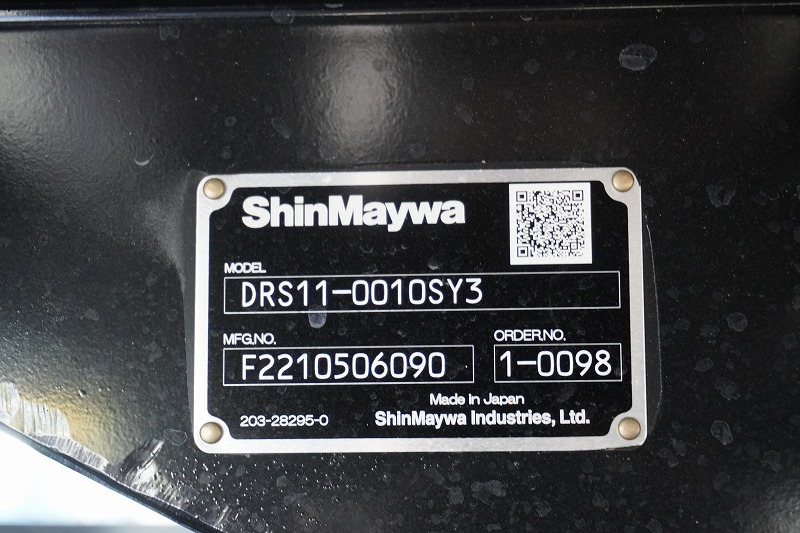 ShinMaywa
MODEL
DRS11-0010SY3
MFG.NO.
ORDER.NO.
F2210506090
1-0098
Made in Japan
203-28295-0
ShinMaywa Industries, Ltd.